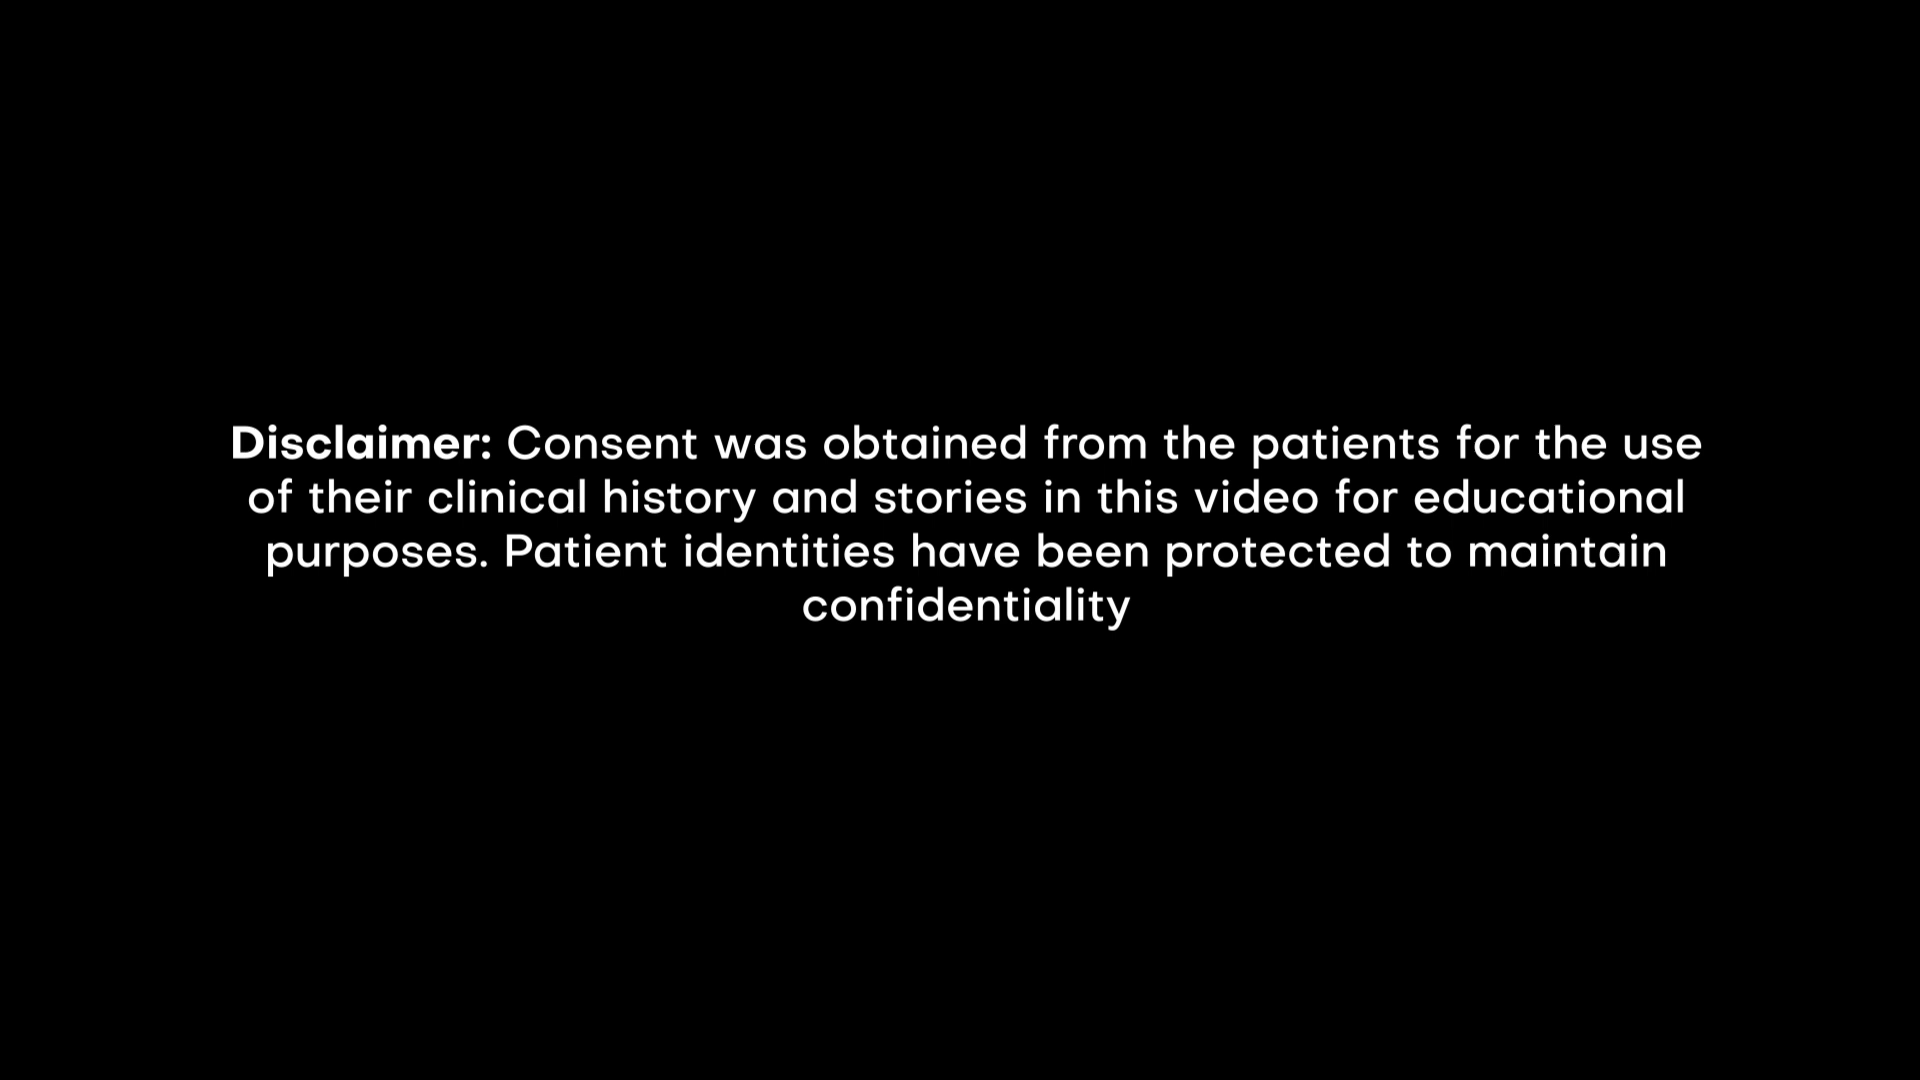 Disclaimer: Consent was obtained from the patients for the use
of their clinical history and stories in this video for educational
purposes. Patient identities have been protected to maintain
confidentiality